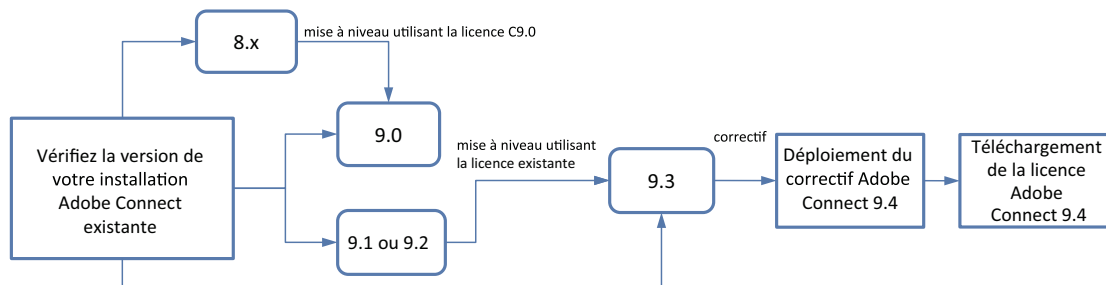 mise à niveau utilisant la licence C9.0
8.x
9.0
Vérifiez la version de
votre installation
Adobe Connect
existante
mise à niveau utilisant
la licence existante
9.1 ou 9.2
9.3
correctif
Déploiement du
correctif Adobe
Connect 9.4
Téléchargement
de la licence
Adobe
Connect 9.4